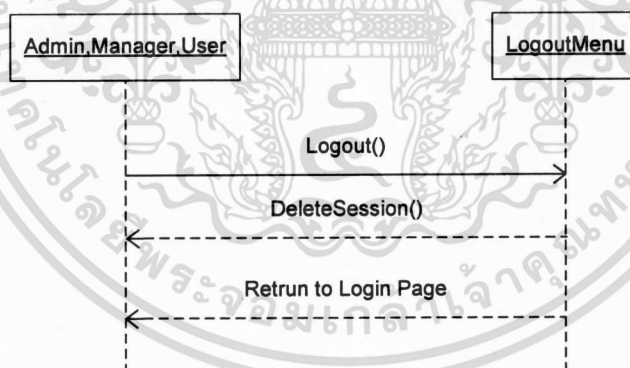 Admin,Manager,User
LogoutMenu
Logout()
DeleteSession()
Retrun to Login Page